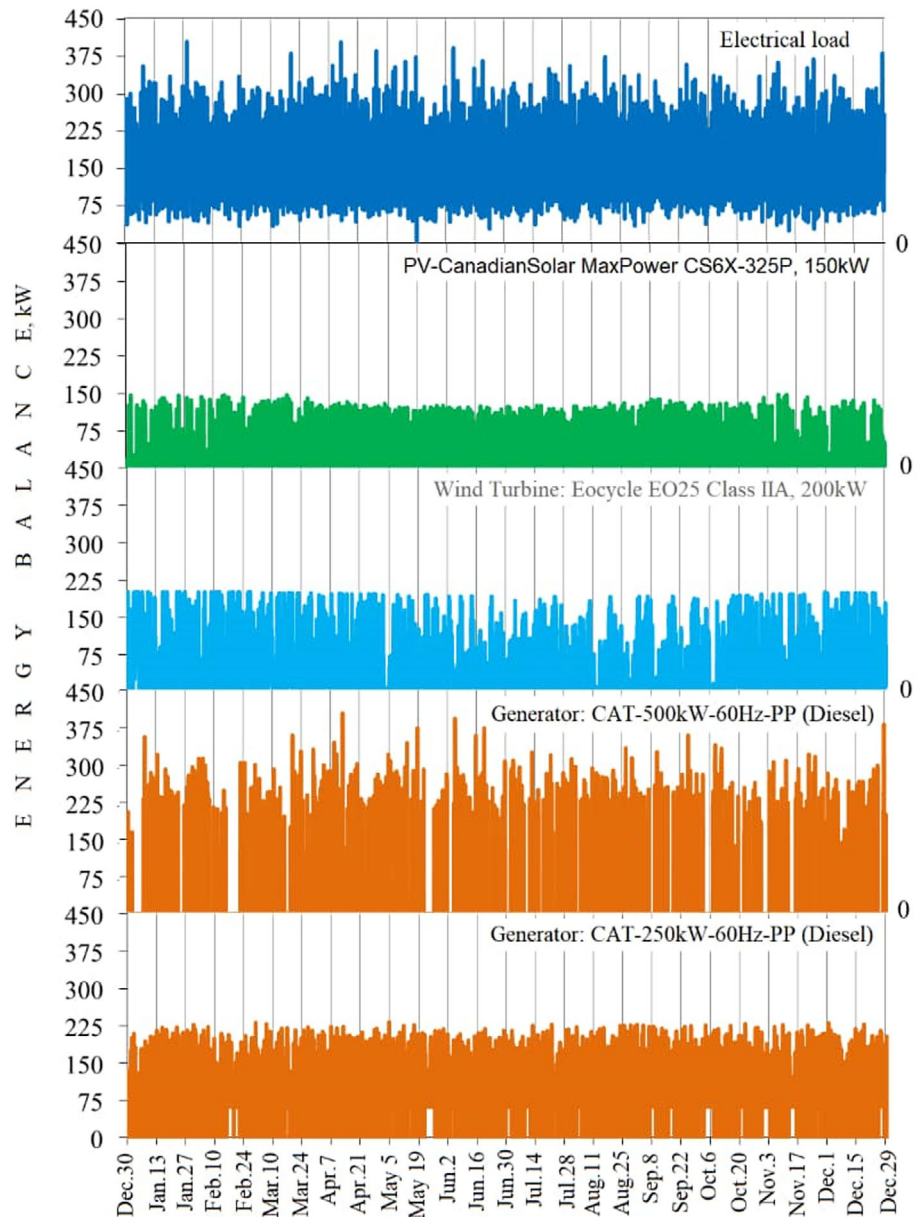 450
Electrical load
375
300
225
150
75
450 0
PV-CanadianSolar MaxPower CS6X-325P, 150kW
375
300
225
150
75
450 0
Wind Turbine: Eocycle EO25 Class IIA, 200kW
375
300
225
150
75
450 0
Generator: CAT-500kW-60Hz-PP (Diesel)
375
300
225
150
75
450 0
Generator: CAT-250kW-60Hz-PP (Diesel)
375
300
225
150
75
0
ENERGY BALANCE, kW
Dec.30
Jan.13
Jan.27
Feb.10
Feb.24
Mar.10
Mar.24
Apr.7
Apr.21
May 5
May 19
Jun.2
Jun.16
Jun.30
Jul.14
Jul.28
Aug.11
Aug.25
Sep.8
Sep.22
Oct.6
Oct.20
Nov.3
Nov.17
Dec.1
Dec.15
Dec.29